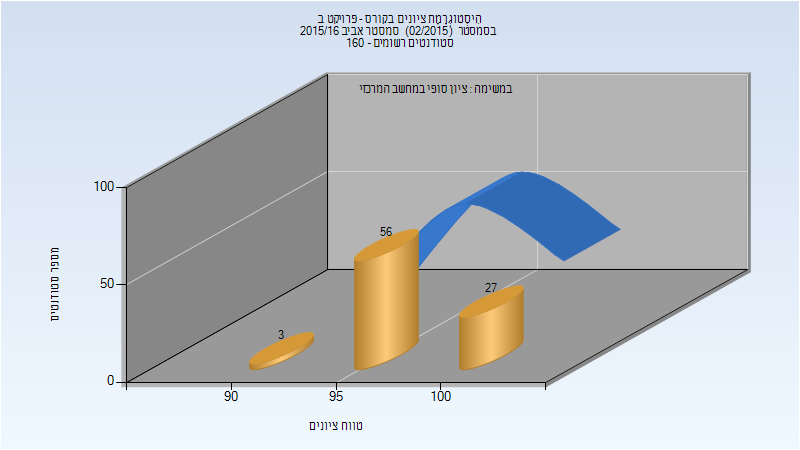 היסטוגרמת ציונים בקורס - פרויקט ב
בסמסטר (02/2015) סמסטר אביב 2015/16
סטודנטים רשומים - 160
במשימה : ציון סופי במחשב המרכזי
100
50
0
מספר סטודנטים
3
56
27
90
95
100
טווח ציונים